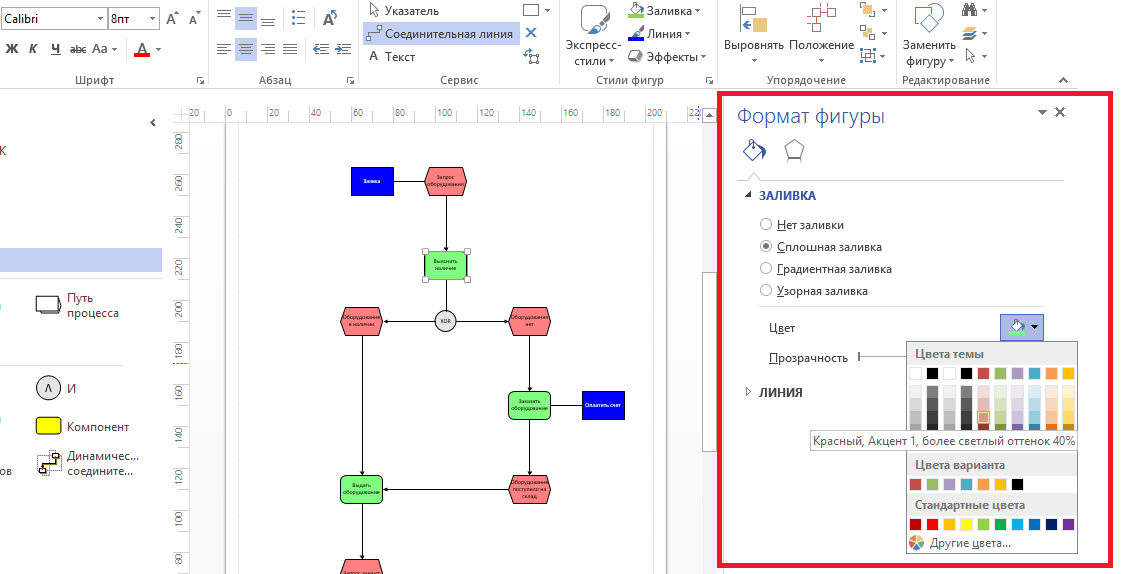 Calibri
8пт
Ж К Ч abc Aa А
Шрифт
Абзац
Указатель
Соединительная линия
A Текст
Сервис
Экспресс-
стили
Заливка
Линия
Эффекты
Стили фигур
Выровнять
Положение
Упорядочение
Заменить
фигуру
Редактирование
20 0 20 40 60 80 100 120 140 160 180 200 22
280
260
240
220
200
180
160
140
120
100
80
К
Путь
процесса
И
Компонент
Динамичес...
соедините...
ов
Заявка
Запрос
оборудования
Выяснить
наличие
Оборудование
в наличии
XOR
Оборудования
нет
Заказать
оборудование
Оплатить счет
Выдать
оборудование
Оборудование
поступило на
склад
Формат фигуры
ЗАЛИВКА
Нет заливки
Сплошная заливка
Градиентная заливка
Узорная заливка
Цвет
Прозрачность
ЛИНИЯ
Цвета темы
Красный, Акцент 1, более светлый оттенок 40%
Цвета варианта
Стандартные цвета
Другие цвета...